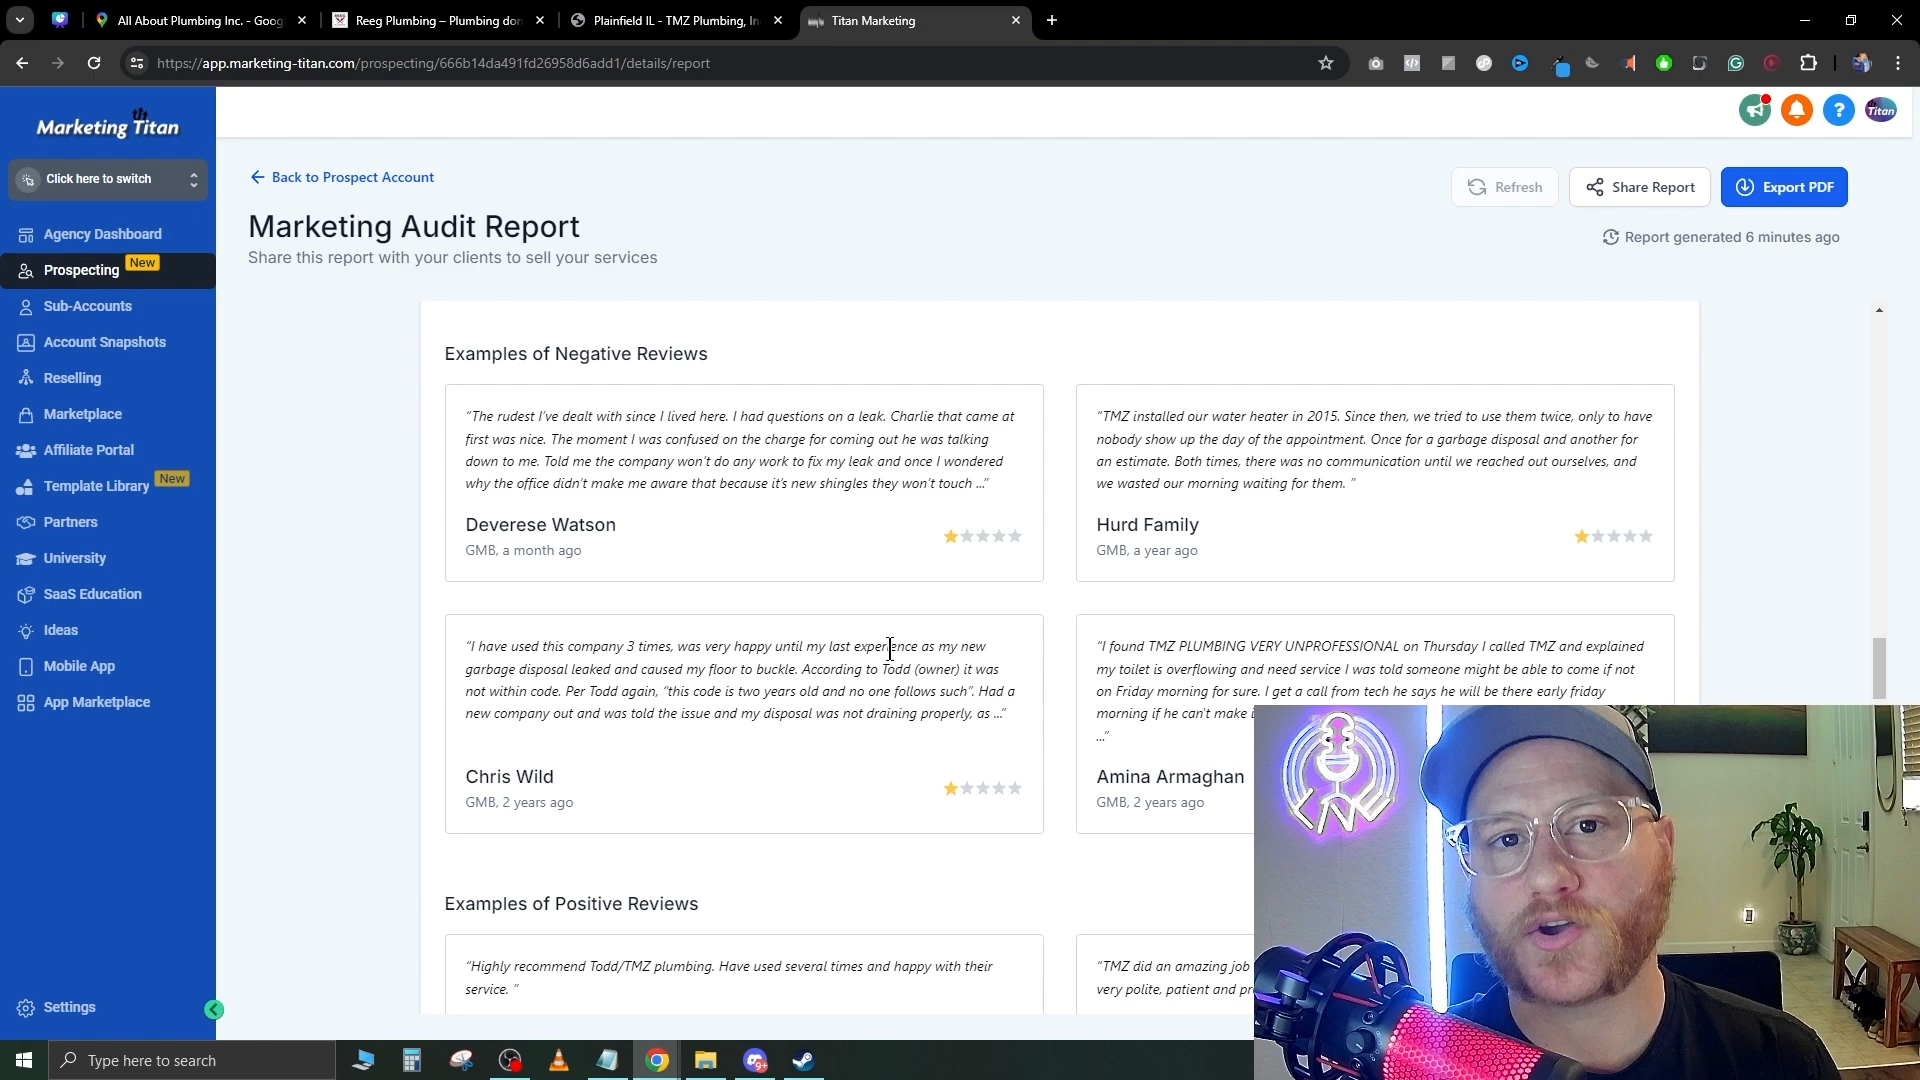 All About Plumbing Inc. - Goog
Reeg Plumbing – Plumbing don
Plainfield IL - TMZ Plumbing, In
Titan Marketing
https://app.marketing-titan.com/prospecting/666b14da491fd26958d6add1/details/report
Marketing Titan
Titan
Click here to switch
Agency Dashboard
Prospecting
New
Sub-Accounts
Account Snapshots
Reselling
Marketplace
Affiliate Portal
Template Library
New
Partners
University
SaaS Education
Ideas
Mobile App
App Marketplace
Settings
Back to Prospect Account
Refresh
Share Report
Export PDF
Marketing Audit Report
Share this report with your clients to sell your services
Report generated 6 minutes ago
Examples of Negative Reviews
“The rudest I’ve dealt with since I lived here. I had questions on a leak. Charlie that came at
first was nice. The moment I was confused on the charge for coming out he was talking
down to me. Told me the company won’t do any work to fix my leak and once I wondered
why the office didn’t make me aware that because it’s new shingles they won’t touch ...”
Deverese Watson
GMB, a month ago
“TMZ installed our water heater in 2015. Since then, we tried to use them twice, only to have
nobody show up the day of the appointment. Once for a garbage disposal and another for
an estimate. Both times, there was no communication until we reached out ourselves, and
we wasted our morning waiting for them. ”
Hurd Family
GMB, a year ago
“I have used this company 3 times, was very happy until my last experience as my new
garbage disposal leaked and caused my floor to buckle. According to Todd (owner) it was
not within code. Per Todd again, “this code is two years old and no one follows such”. Had a
new company out and was told the issue and my disposal was not draining properly, as ...”
Chris Wild
GMB, 2 years ago
“I found TMZ PLUMBING VERY UNPROFESSIONAL on Thursday I called TMZ and explained
my toilet is overflowing and need service I was told someone might be able to come if not
on Friday morning for sure. I get a call from tech he says he will be there early friday
morning if he can't make i
...”
Amina Armaghan
GMB, 2 years ago
Examples of Positive Reviews
“Highly recommend Todd/TMZ plumbing. Have used several times and happy with their
service. ”
“TMZ did an amazing job
very polite, patient and pr
Type here to search